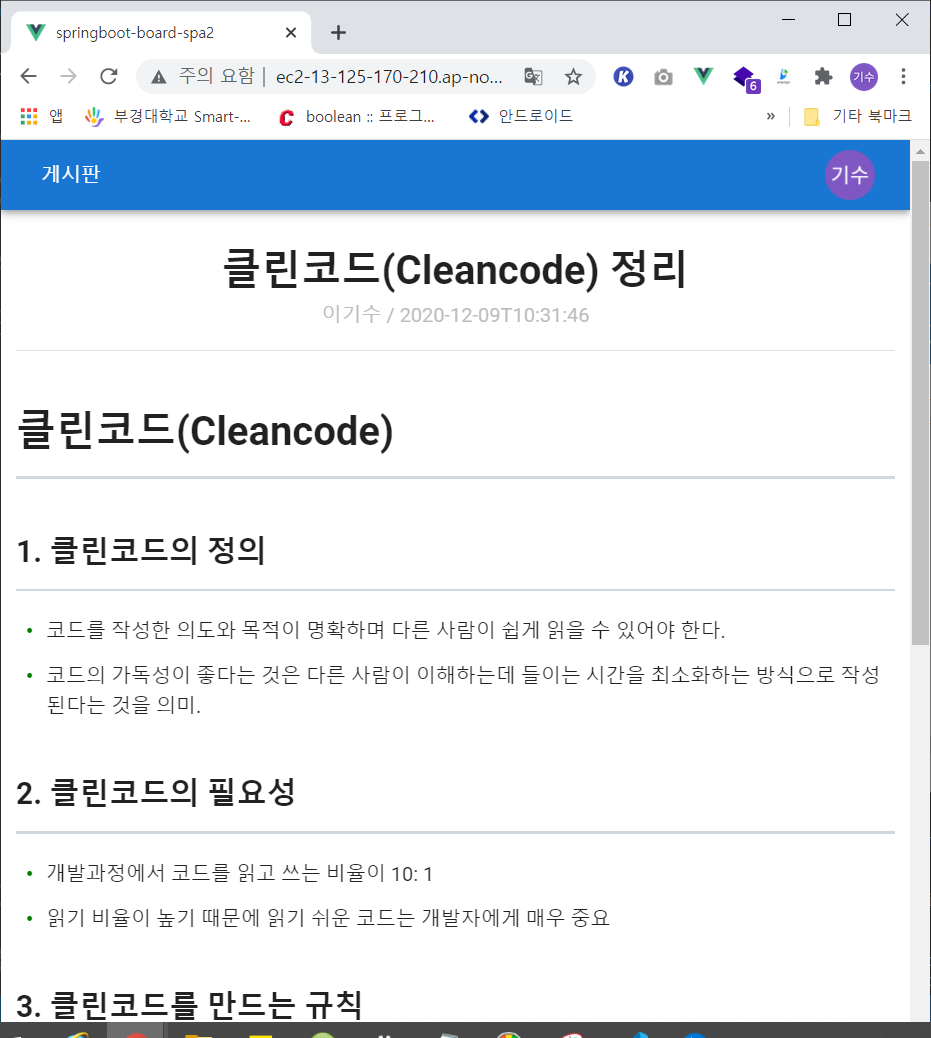 springboot-board-spa2
주의 요함 | ec2-13-125-170-210.ap-no...
6
기수
앱 부경대학교 Smart-... boolean :: 프로그... 안드로이드 » 기타 북마크
게시판 기수
클린코드(Cleancode) 정리
이기수 / 2020-12-09T10:31:46
클린코드(Cleancode)
1. 클린코드의 정의
• 코드를 작성한 의도와 목적이 명확하며 다른 사람이 쉽게 읽을 수 있어야 한다.
• 코드의 가독성이 좋다는 것은 다른 사람이 이해하는데 들이는 시간을 최소화하는 방식으로 작성
된다는 것을 의미.
2. 클린코드의 필요성
• 개발과정에서 코드를 읽고 쓰는 비율이 10: 1
• 읽기 비율이 높기 때문에 읽기 쉬운 코드는 개발자에게 매우 중요
3. 클린코드를 만드는 규칙